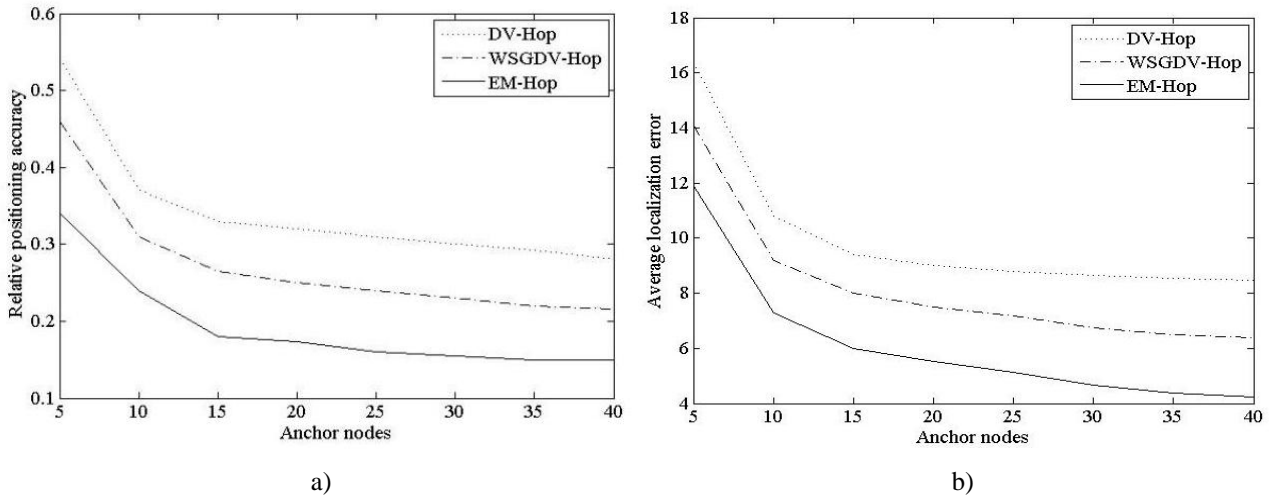 0.6
0.5
0.4
0.3
0.2
0.1
Relative positioning accuracy
DV-Hop
WSGDV-Hop
EM-Hop
5 10 15 20 25 30 35 40
Anchor nodes
a)
18
16
14
12
10
8
6
4
Average localization error
DV-Hop
WSGDV-Hop
EM-Hop
5 10 15 20 25 30 35 40
Anchor nodes
b)